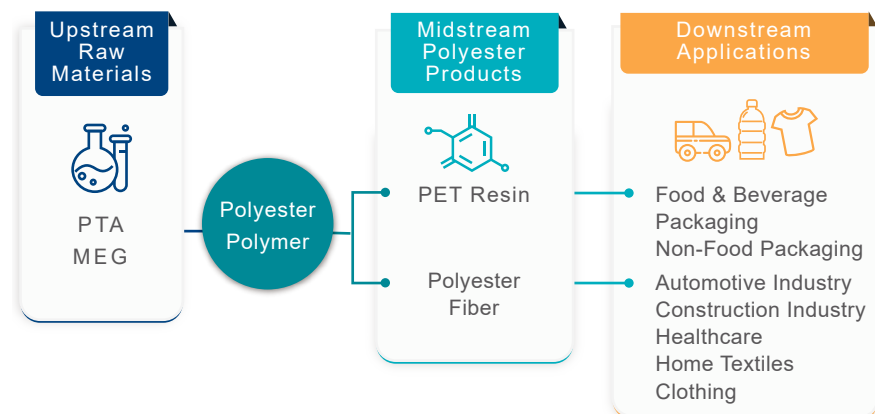 Upstream
Raw
Materials
PTA
MEG
Polyester
Polymer
Midstream
Polyester
Products
PET Resin
Polyester
Fiber
Downstream
Applications
Food & Beverage
Packaging
Non-Food Packaging
Automotive Industry
Construction Industry
Healthcare
Home Textiles
Clothing